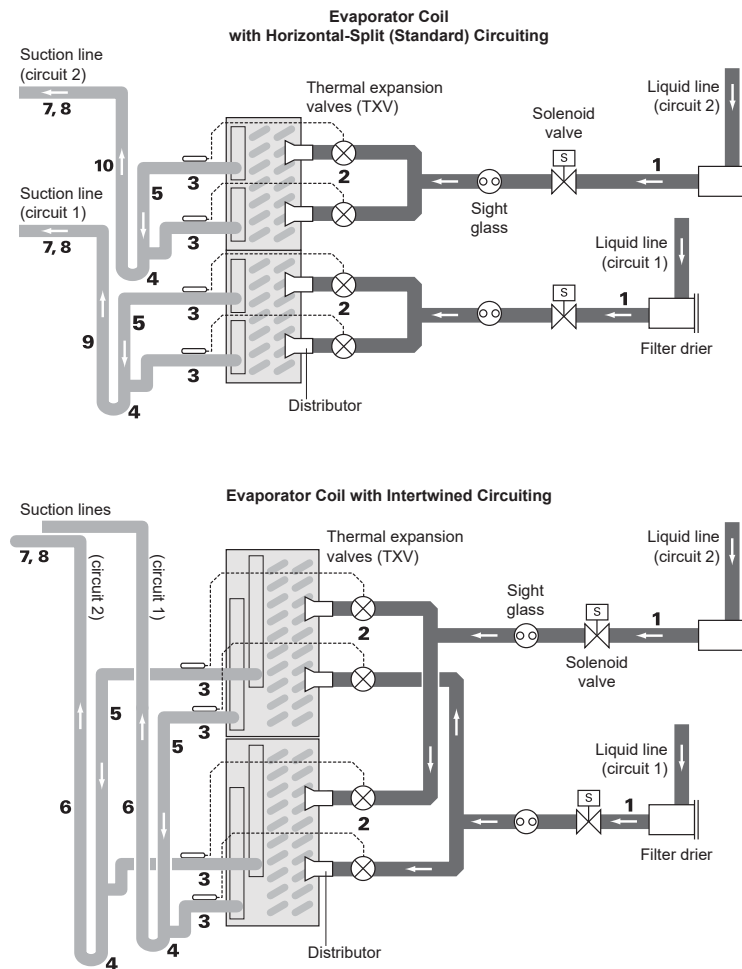 Evaporator Coil
with Horizontal-Split (Standard) Circuiting
Suction line
(circuit 2)
7, 8
Thermal expansion
valves (TXV)
Solenoid
valve
Liquid line
(circuit 2)
S
1
10
5
3
2
Sight
glass
Suction line
(circuit 1)
7, 8
3
4
Liquid line
(circuit 1)
S
1
3
2
5
9
3
4
Filter drier
Distributor
Evaporator Coil with Intertwined Circuiting
Suction lines
7, 8
(circuit 2)
(circuit 1)
Thermal expansion
valves (TXV)
Liquid line
(circuit 2)
Sight
glass
S
1
2
Solenoid
valve
3
5
3
5
Liquid line
(circuit 1)
S
1
6
6
2
Filter drier
3
3
4
4
Distributor